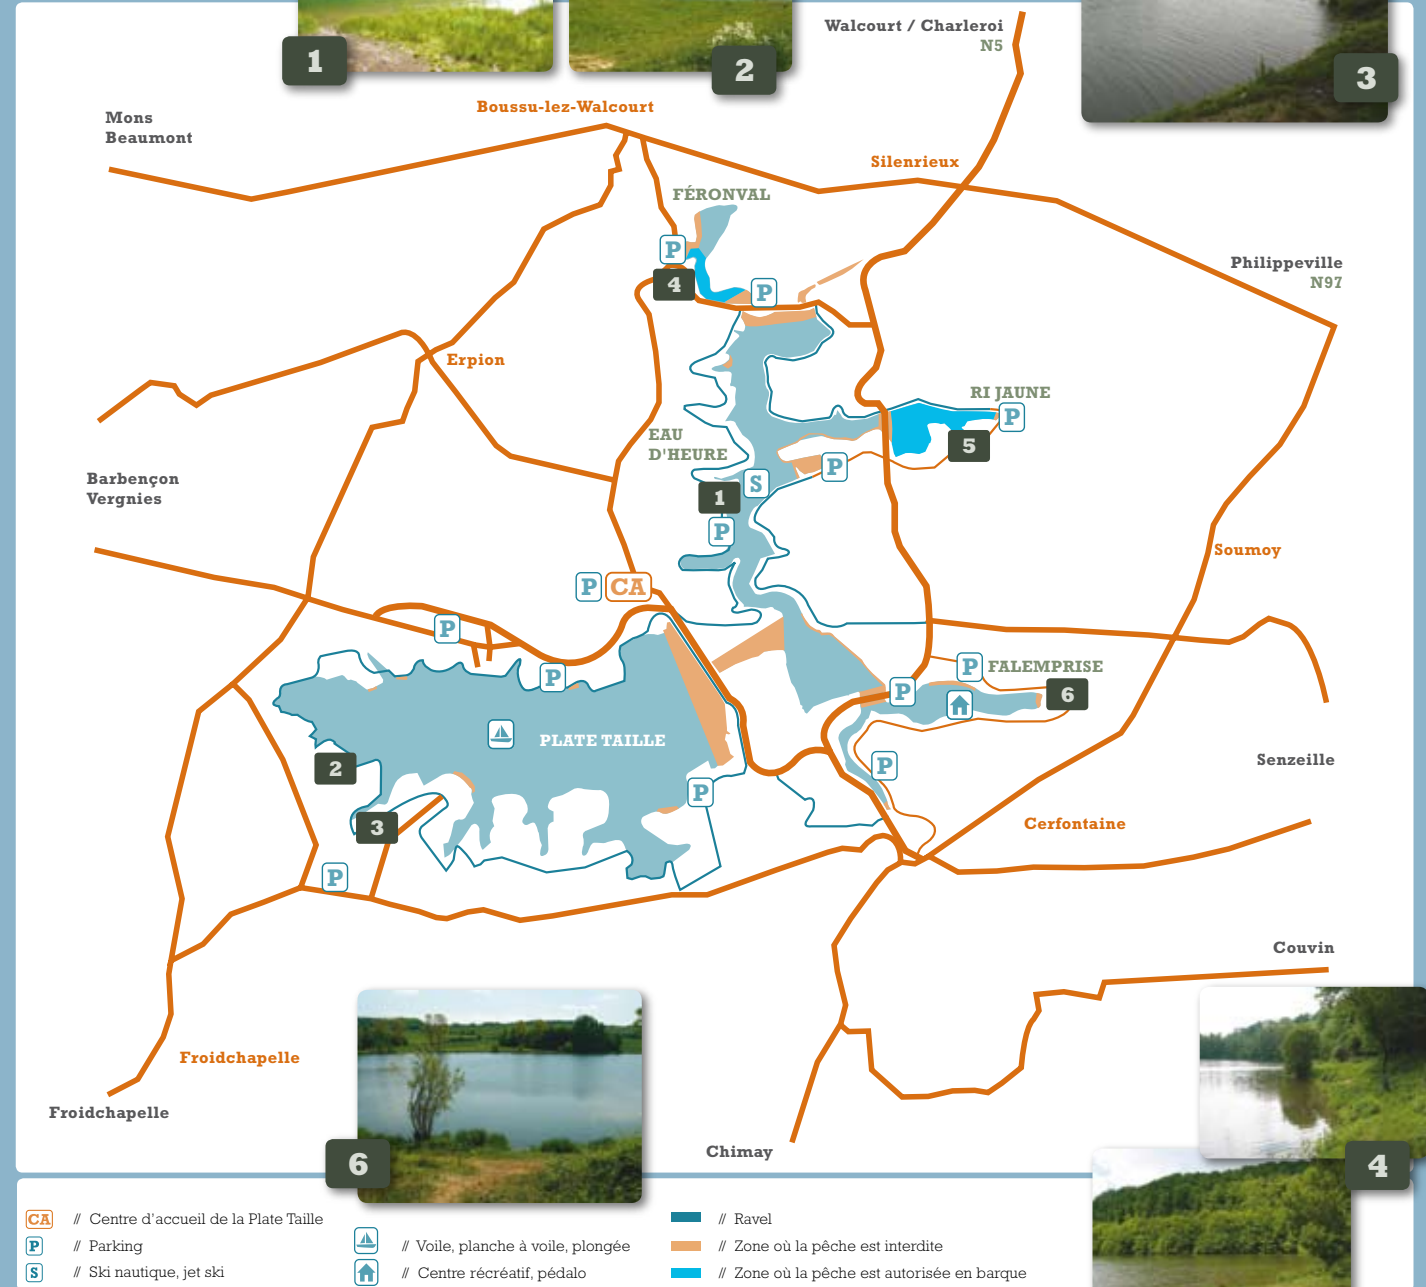 1
2
Walcourt / Charleroi
N5
3
Mons
Beaumont
Boussu-lez-Walcourt
Silenrieux
FÉRONVAL
P
4
P
Philippeville
N97
Erpion
RI JAUNE
P
EAU
D'HEURE
5
P
S
1
P
Barbençon
Vergnies
Soumoy
P
CA
P
P
P
FALEMPRISE
P
6
PLATE TAILLE
2
P
Senzeille
P
3
Cerfontaine
P
Couvin
Froidchapelle
Froidchapelle
Chimay
6
4
CA // Centre d'accueil de la Plate Taille
P // Parking
S // Ski nautique, jet ski
// Voile, planche à voile, plongée
// Centre récréatif, pédalo
// Ravel
// Zone où la pêche est interdite
// Zone où la pêche est autorisée en barque